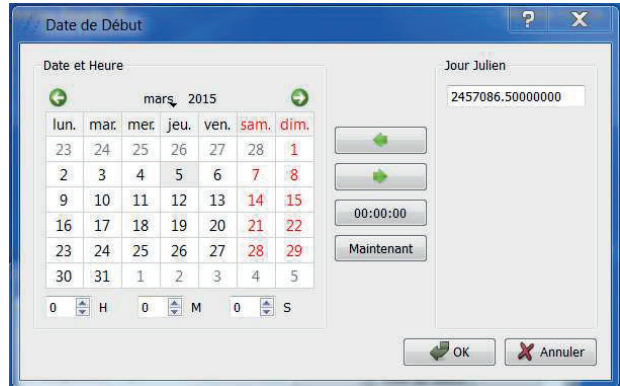 Date de Début
Date et Heure
Jour Julien
mars, 2015
2457086.50000000
lun. mar. mer. jeu. ven. sam. dim.
23 24 25 26 27 28 1
2 3 4 5 6 7 8
9 10 11 12 13 14 15
16 17 18 19 20 21 22
23 24 25 26 27 28 29
30 31 1 2 3 4 5
00:00:00
Maintenant
0 H 0 M 0 S
OK
Annuler